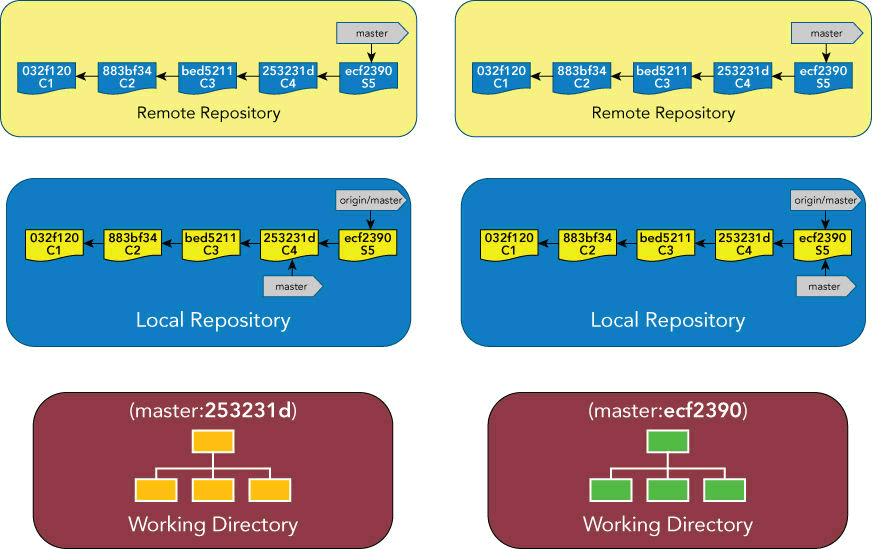 master
032f120
C1
883bf34
C2
bed5211
C3
253231d
C4
ecf2390
S5
Remote Repository
origin/master
032f120
C1
883bf34
C2
bed5211
C3
253231d
C4
ecf2390
S5
master
Local Repository
(master:253231d)
Working Directory
master
032f120
C1
883bf34
C2
bed5211
C3
253231d
C4
ecf2390
S5
Remote Repository
origin/master
032f120
C1
883bf34
C2
bed5211
C3
253231d
C4
ecf2390
S5
master
Local Repository
(master:ecf2390)
Working Directory